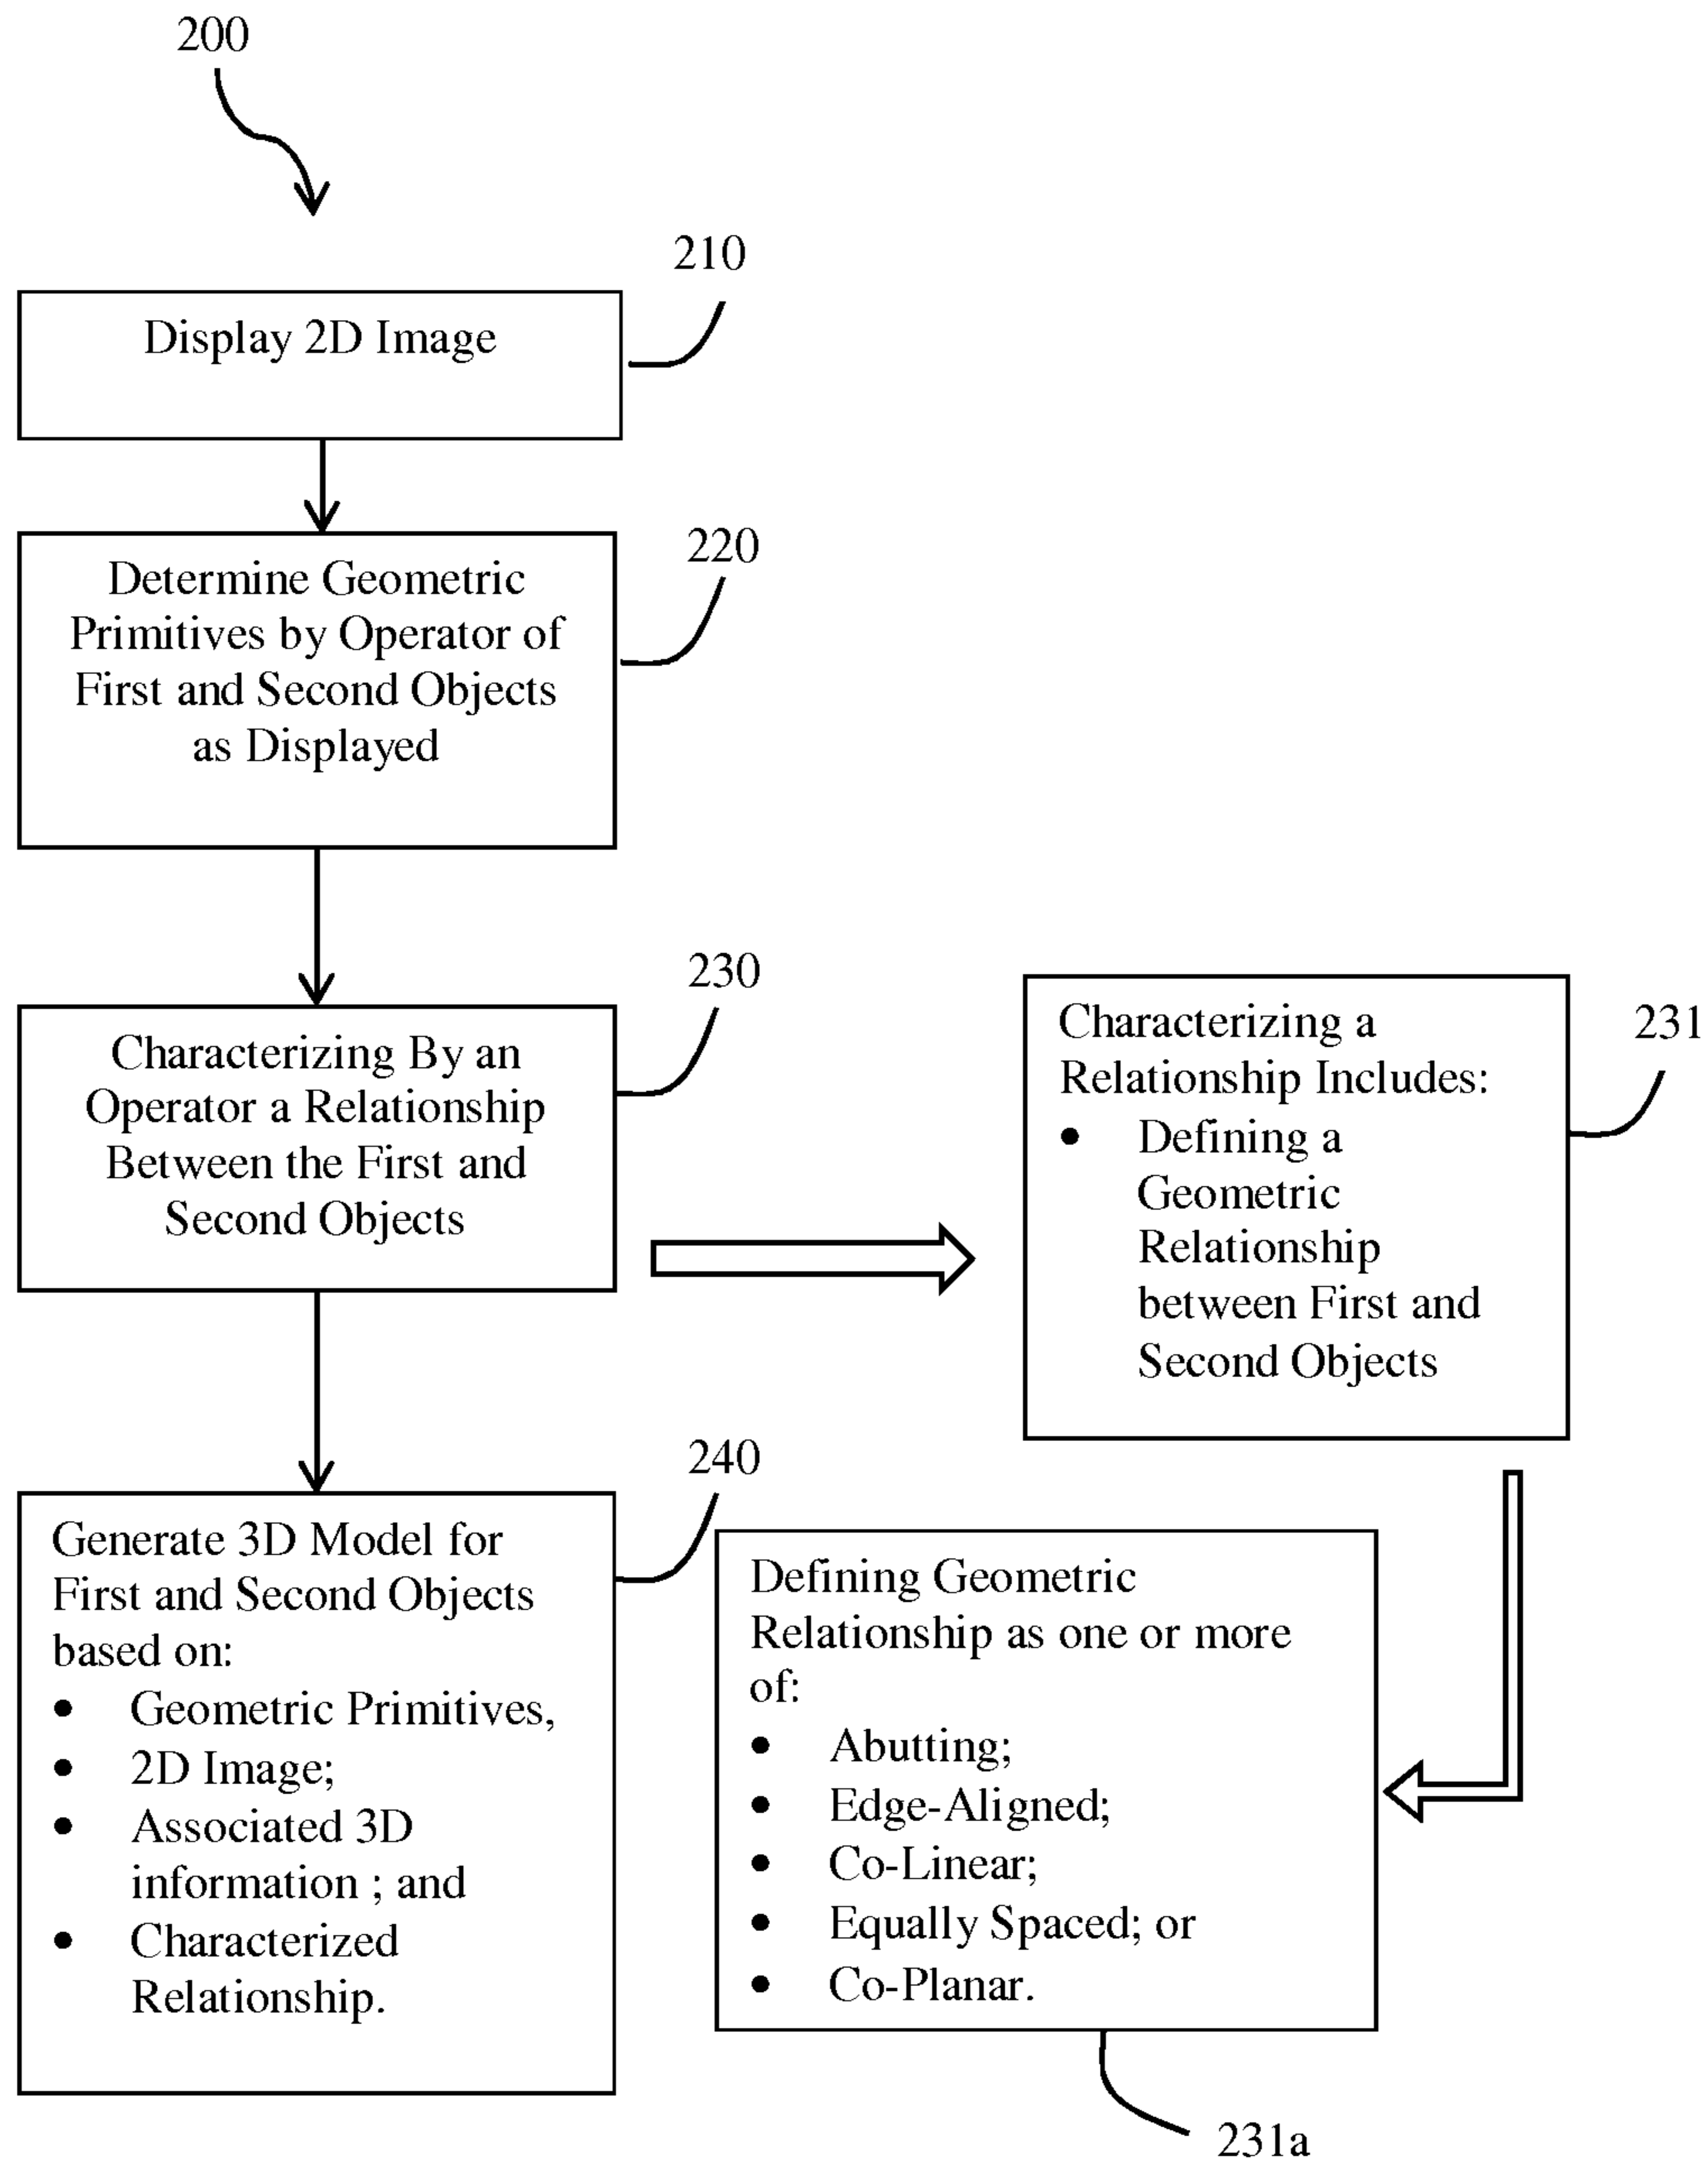 200
210
Display 2D Image
220
Determine Geometric
Primitives by Operator of
First and Second Objects
as Displayed
230
Characterizing By an
Operator a Relationship
Between the First and
Second Objects
231
Characterizing a
Relationship Includes:
● Defining a
Geometric
Relationship
between First and
Second Objects
240
Generate 3D Model for
First and Second Objects
based on:
● Geometric Primitives,
● 2D Image;
● Associated 3D
information ; and
● Characterized
Relationship.
Defining Geometric
Relationship as one or more
of:
● Abutting;
● Edge-Aligned;
● Co-Linear;
● Equally Spaced; or
● Co-Planar.
231a